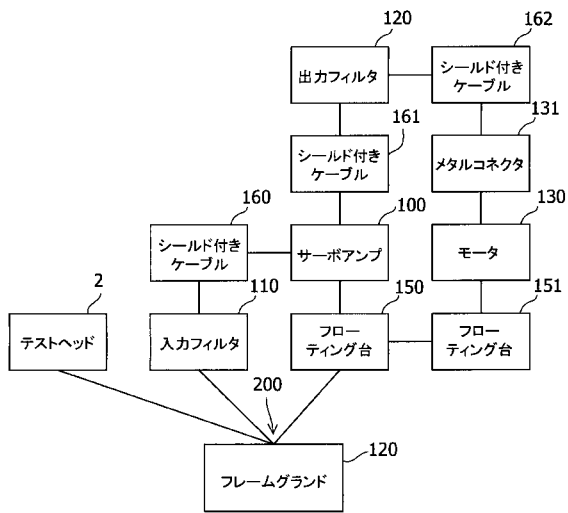 120
出力フィルタ
162
シールド付き
ケーブル
161
シールド付き
ケーブル
131
メタルコネクタ
160
シールド付き
ケーブル
100
サーボアンプ
130
モータ
2
テストヘッド
110
入力フィルタ
150
フロー
ティング台
151
フロー
ティング台
200
フレームグランド
120